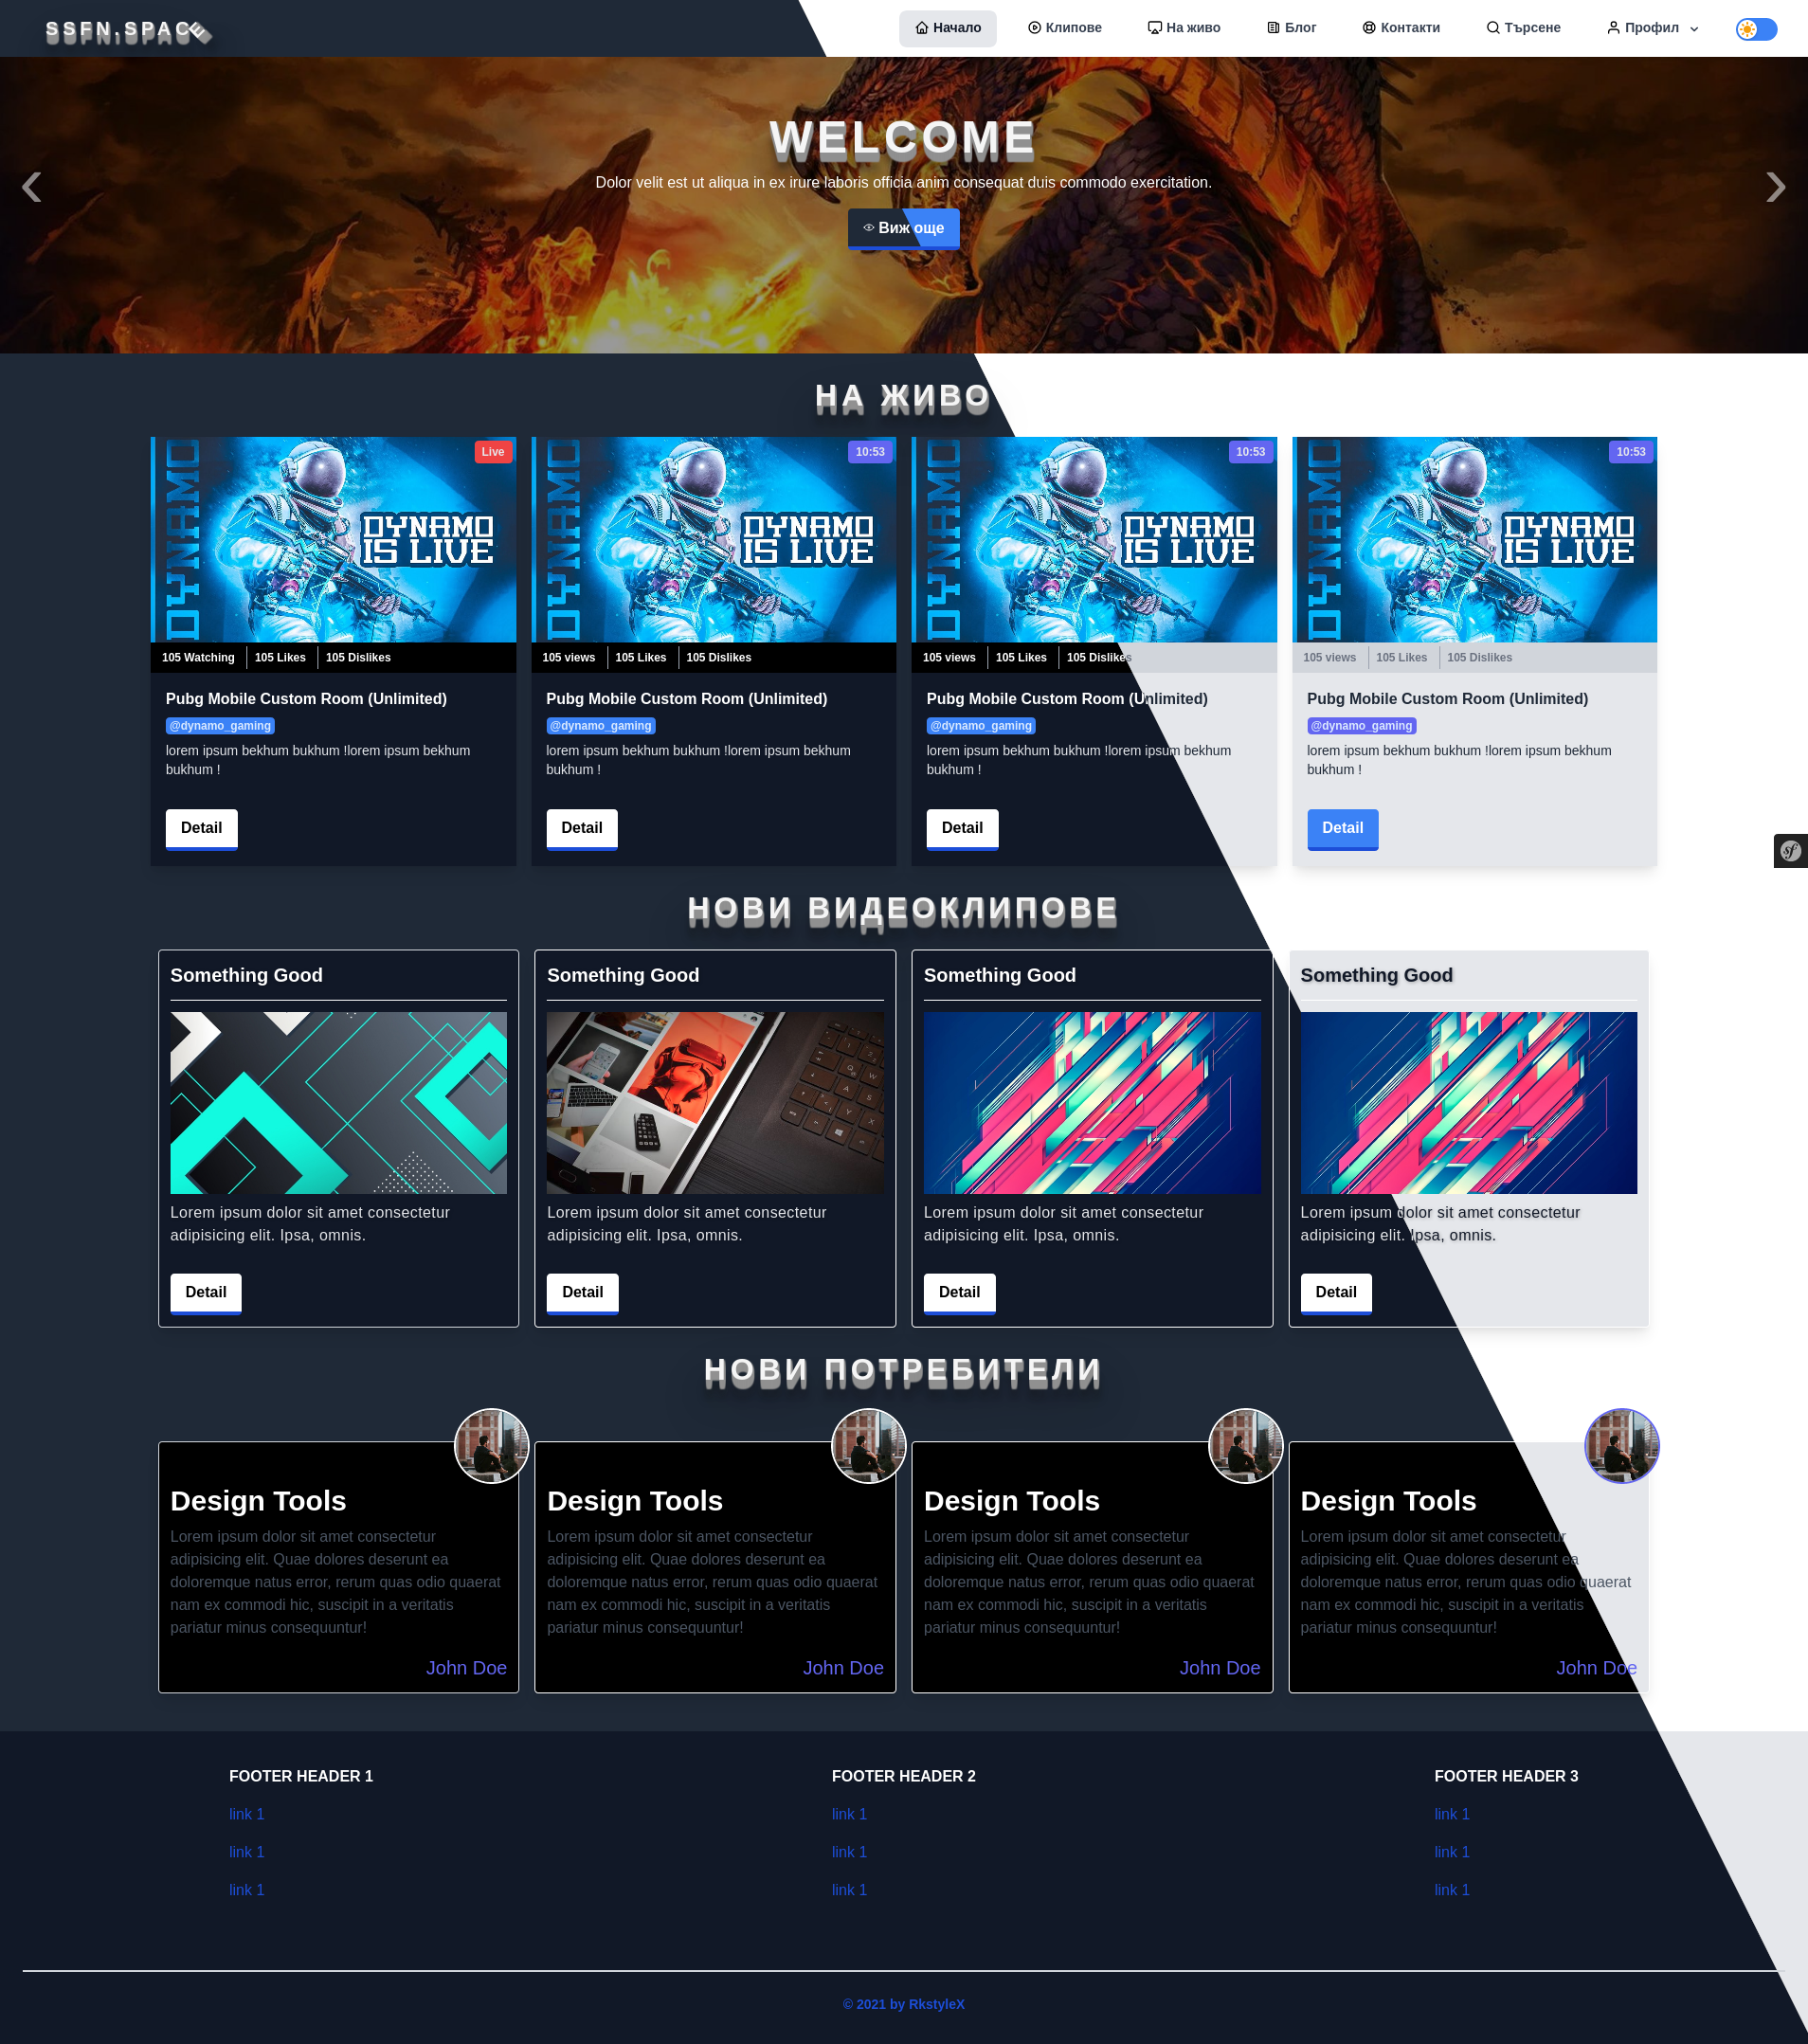 SSFN.SPACE
Начало Клипове На живо Блог Контакти Търсене Профил
WELCOME
Dolor velit est ut aliqua in ex irure laboris officia anim consequat duis commodo exercitation.
Виж още
НА ЖИВО
DYNAMO Live DYNAMO 10:53 DYNAMO 10:53 DYNAMO 10:53
DYNAMO DYNAMO DYNAMO DYNAMO
IS LIVE IS LIVE IS LIVE IS LIVE
105 Watching 105 Likes 105 Dislikes 105 views 105 Likes 105 Dislikes 105 views 105 Likes 105 Dislikes 105 views 105 Likes 105 Dislikes
Pubg Mobile Custom Room (Unlimited) Pubg Mobile Custom Room (Unlimited) Pubg Mobile Custom Room (Unlimited) Pubg Mobile Custom Room (Unlimited)
@dynamo_gaming @dynamo_gaming @dynamo_gaming @dynamo_gaming
lorem ipsum bekhum bukhum !lorem ipsum bekhum lorem ipsum bekhum bukhum !lorem ipsum bekhum lorem ipsum bekhum bukhum !lorem ipsum bekhum lorem ipsum bekhum bukhum !lorem ipsum bekhum
bukhum ! bukhum ! bukhum ! bukhum !
Detail Detail Detail Detail
sf
НОВИ ВИДЕОКЛИПОВЕ
Something Good Something Good Something Good Something Good
Lorem ipsum dolor sit amet consectetur Lorem ipsum dolor sit amet consectetur Lorem ipsum dolor sit amet consectetur Lorem ipsum dolor sit amet consectetur
adipisicing elit. Ipsa, omnis. adipisicing elit. Ipsa, omnis. adipisicing elit. Ipsa, omnis. adipisicing elit. Ipsa, omnis.
Detail Detail Detail Detail
НОВИ ПОТРЕБИТЕЛИ
Design Tools Design Tools Design Tools Design Tools
Lorem ipsum dolor sit amet consectetur Lorem ipsum dolor sit amet consectetur Lorem ipsum dolor sit amet consectetur Lorem ipsum dolor sit amet consectetur
adipisicing elit. Quae dolores deserunt ea adipisicing elit. Quae dolores deserunt ea adipisicing elit. Quae dolores deserunt ea adipisicing elit. Quae dolores deserunt ea
doloremque natus error, rerum quas odio quaerat doloremque natus error, rerum quas odio quaerat doloremque natus error, rerum quas odio quaerat doloremque natus error, rerum quas odio quaerat
nam ex commodi hic, suscipit in a veritatis nam ex commodi hic, suscipit in a veritatis nam ex commodi hic, suscipit in a veritatis nam ex commodi hic, suscipit in a veritatis
pariatur minus consequuntur! pariatur minus consequuntur! pariatur minus consequuntur! pariatur minus consequuntur!
John Doe John Doe John Doe John Doe
FOOTER HEADER 1 FOOTER HEADER 2 FOOTER HEADER 3
link 1 link 1 link 1
link 1 link 1 link 1
link 1 link 1 link 1
© 2021 by RkstyleX